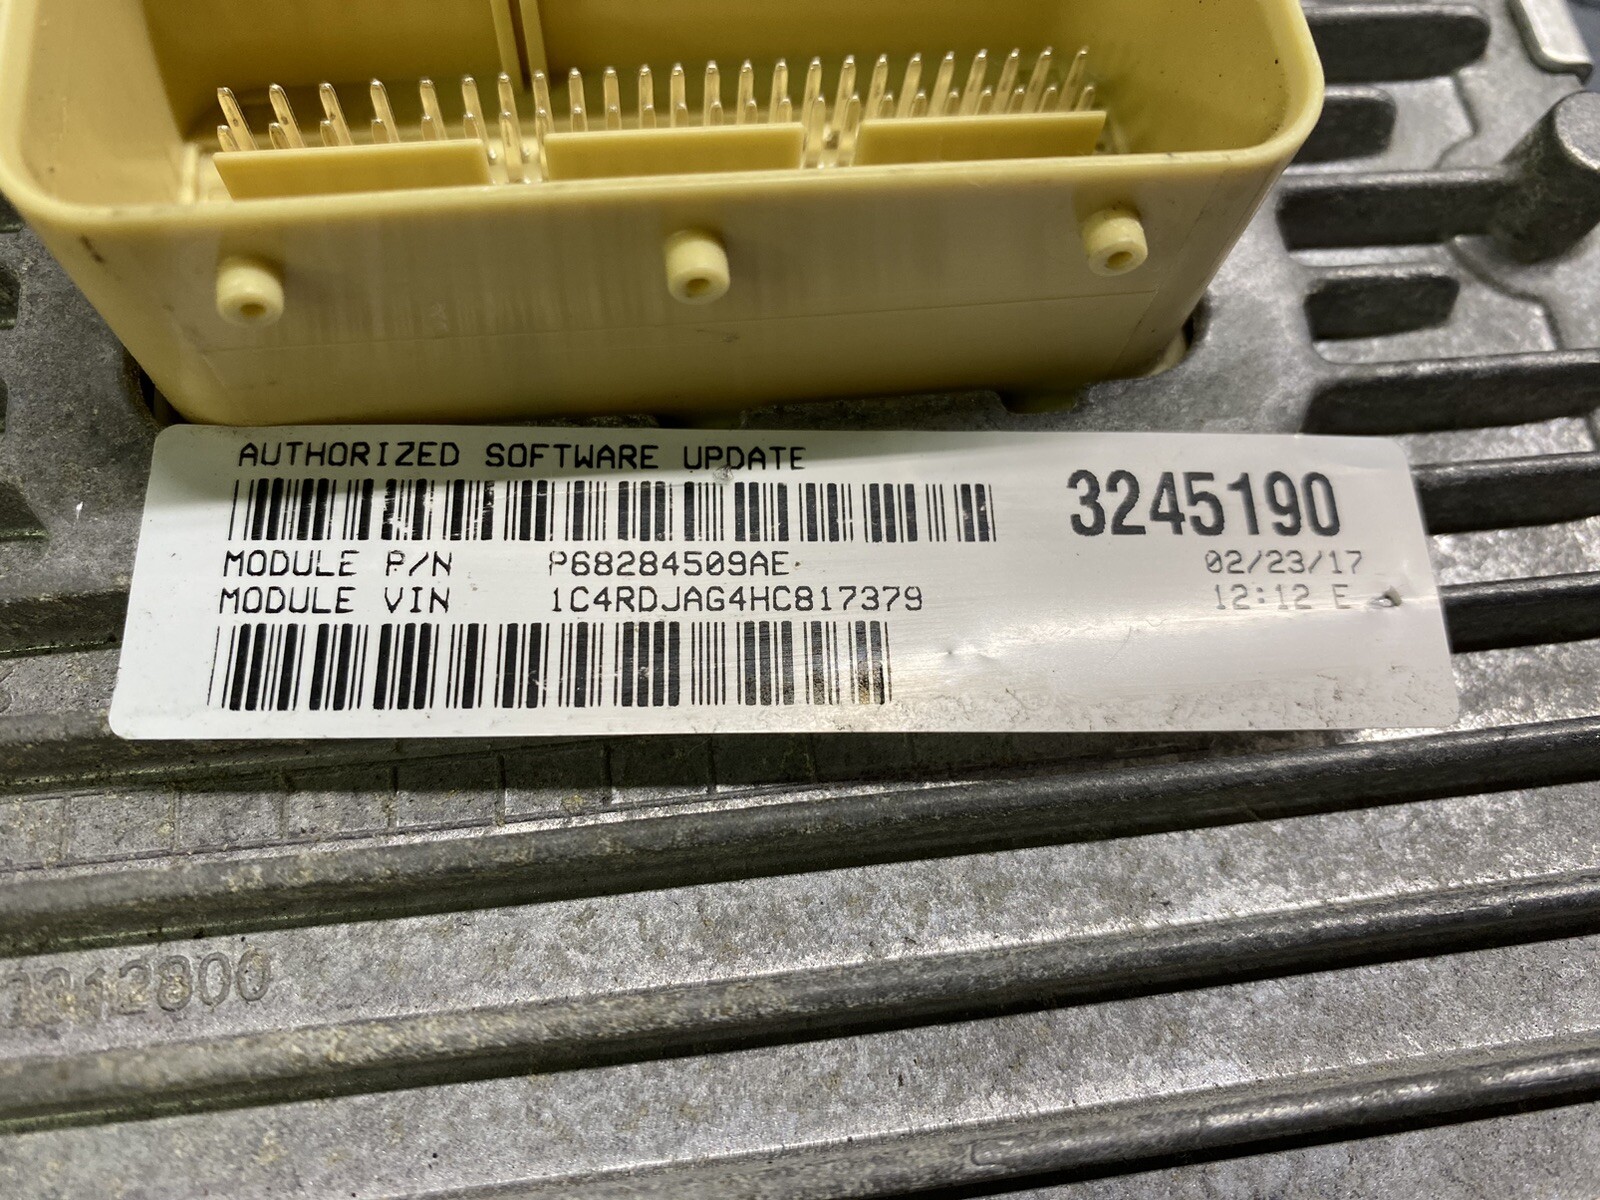 AUTHORIZED SOFTWARE UPDATE
3245190
MODULE P/N P68284509AE
02/23/17
MODULE VIN 1C4RDJAG4HC817379
12:12 E